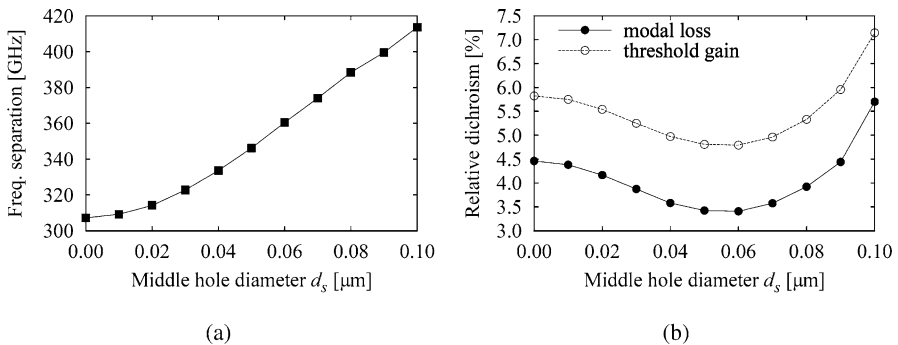 420
400
380
360
340
320
300
Freq. separation [GHz]
0.00 0.02 0.04 0.06 0.08 0.10
Middle hole diameter ds [μm]
(a)
7.5
7.0
6.5
6.0
5.5
5.0
4.5
4.0
3.5
3.0
Relative dichroism [%]
modal loss
threshold gain
0.00 0.02 0.04 0.06 0.08 0.10
Middle hole diameter ds [μm]
(b)